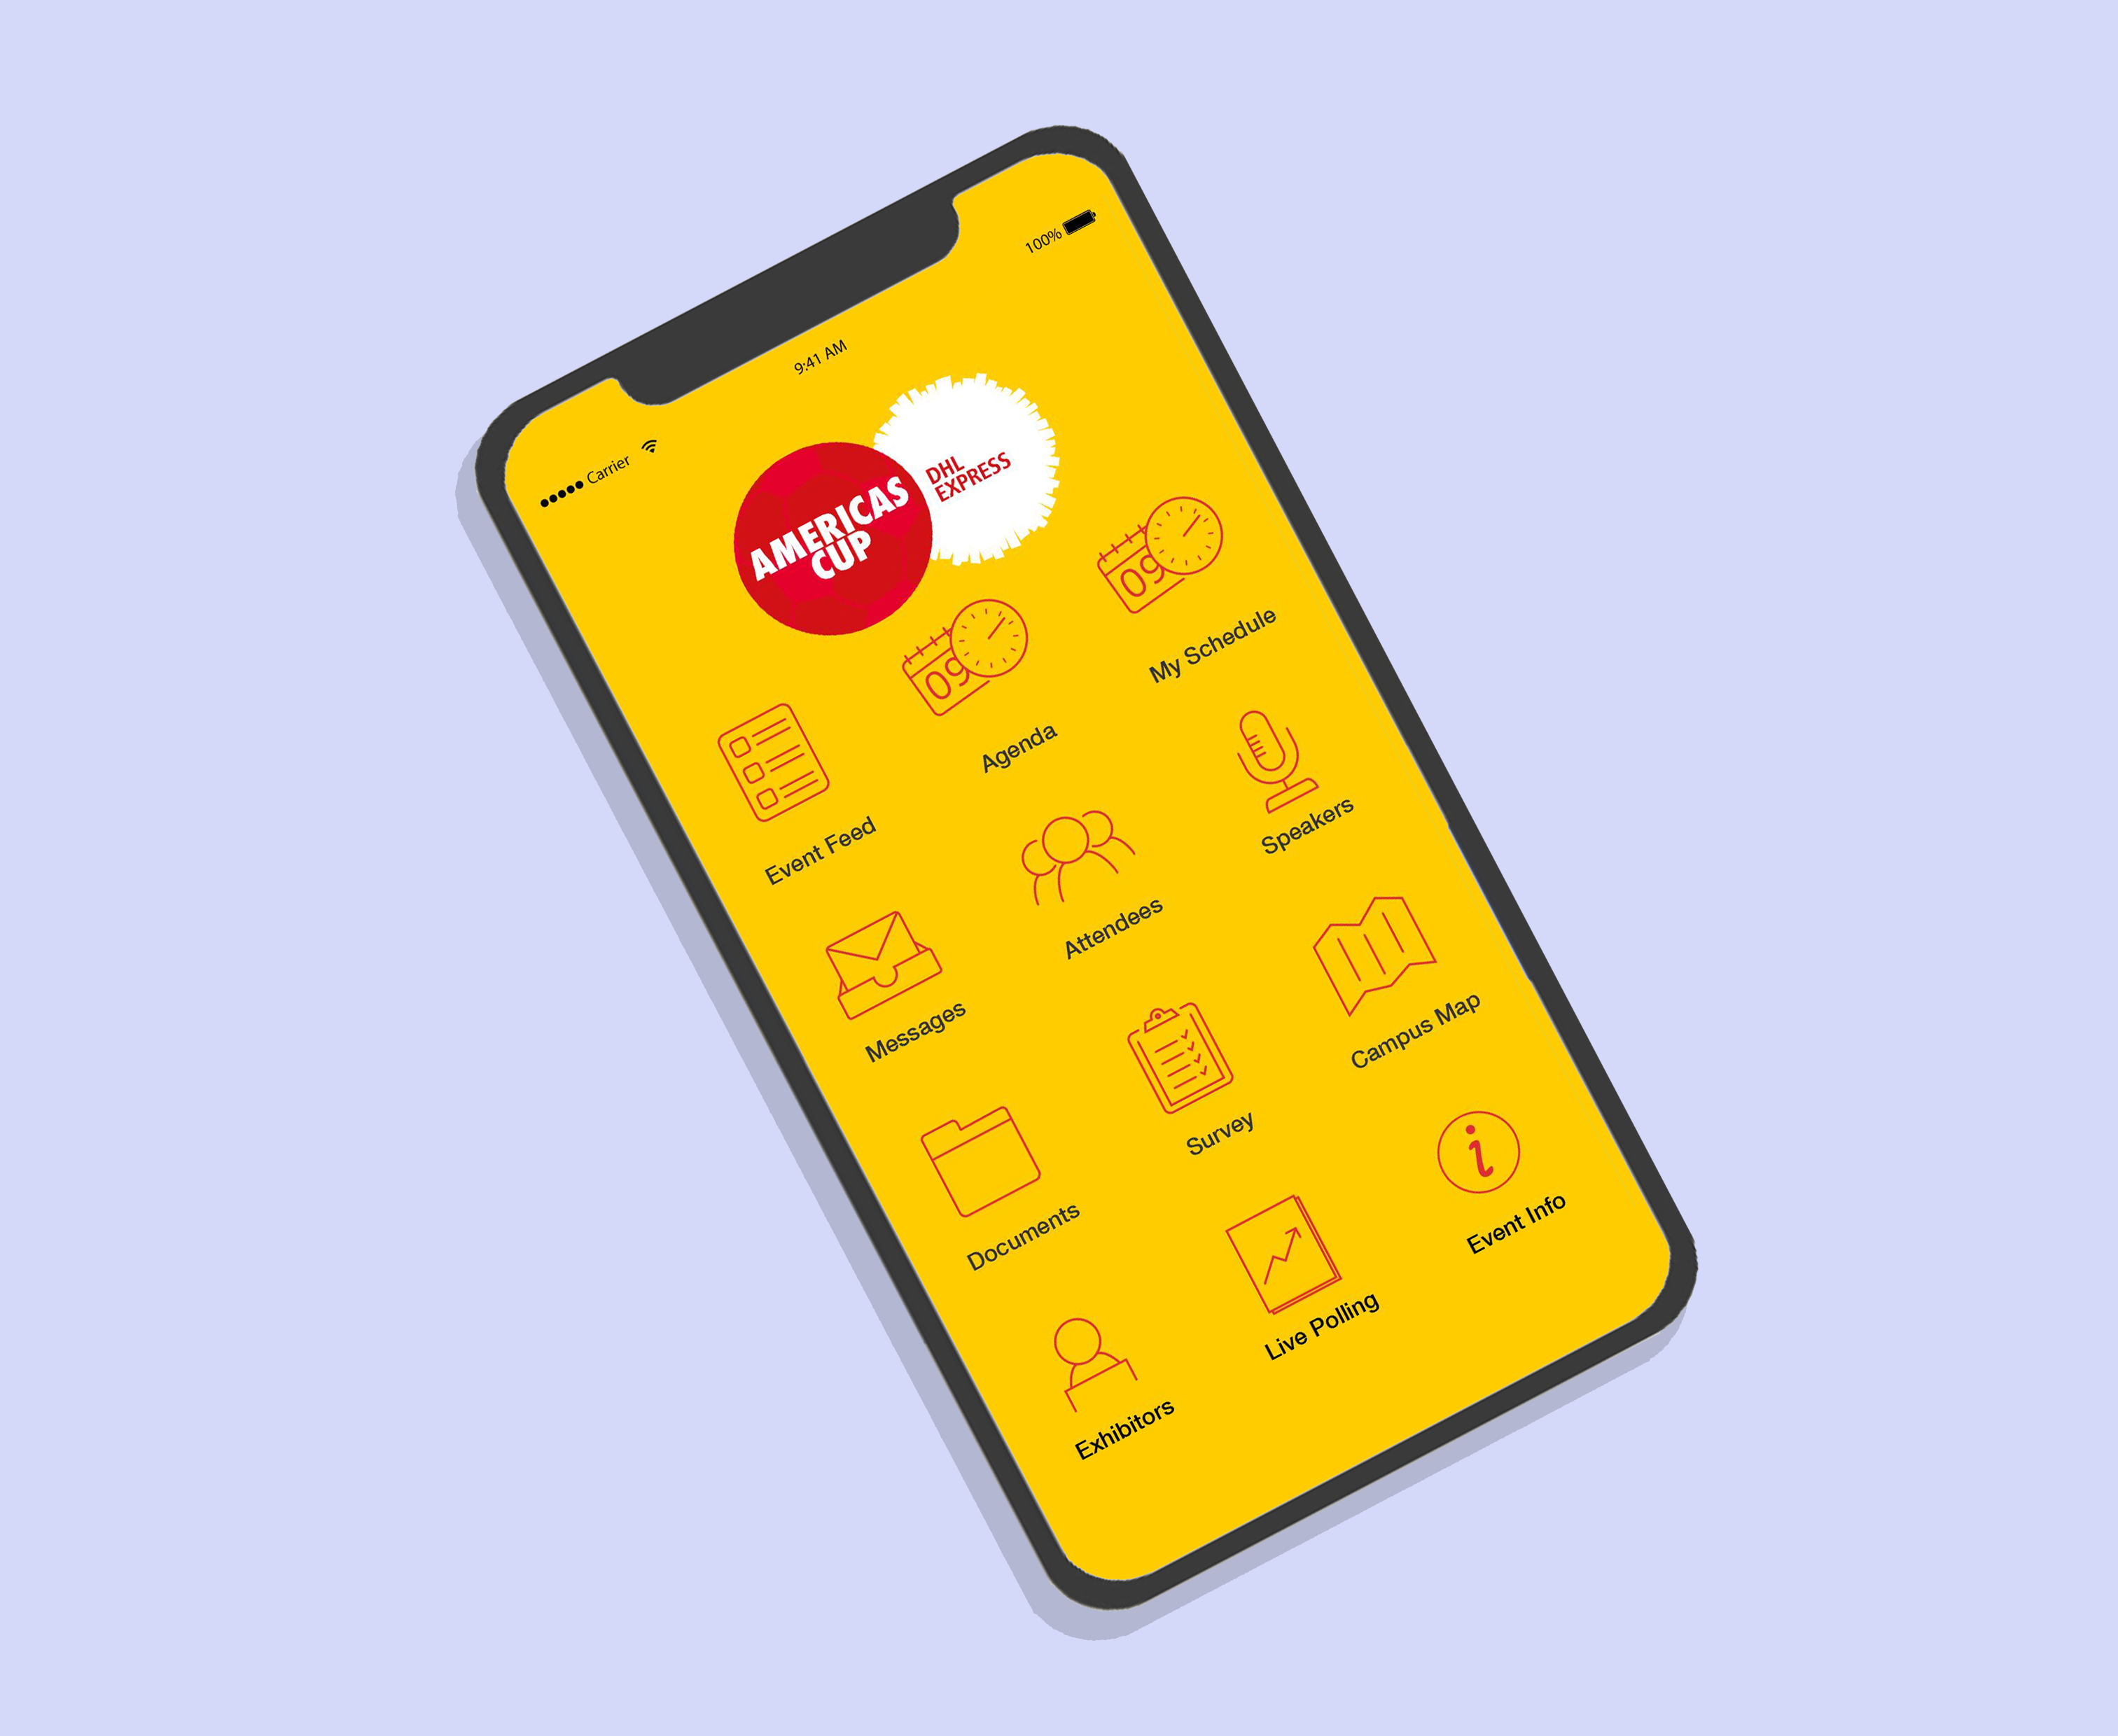 Carrier
9:41 AM
100%
AMERICAS
CUP
DHL
EXPRESS
Event Feed
09
Agenda
09
My Schedule
Messages
Attendees
Speakers
Documents
Survey
Campus Map
Exhibitors
Live Polling
i
Event Info